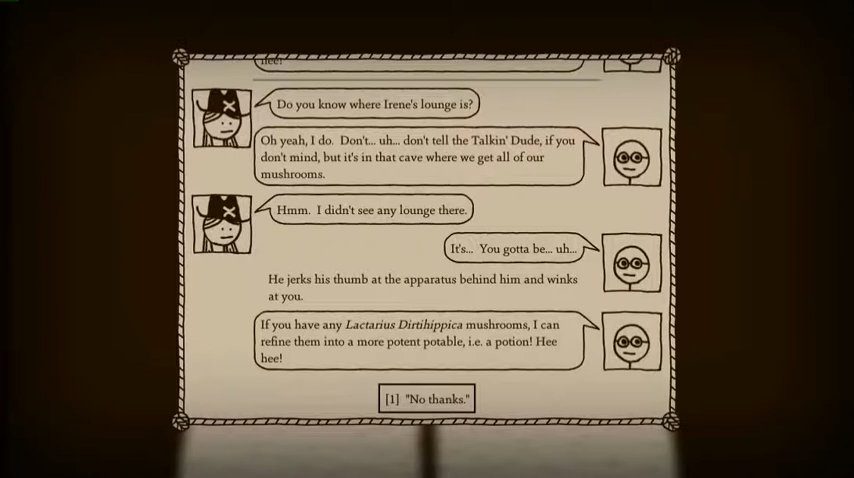 hee!
Do you know where Irene's lounge is?
Oh yeah, I do.  Don't... uh... don't tell the Talkin' Dude, if you
don't mind, but it's in that cave where we get all of our
mushrooms.
Hmm.  I didn't see any lounge there.
It's...  You gotta be... uh...
He jerks his thumb at the apparatus behind him and winks
at you.
If you have any Lactarius Dirtihippica mushrooms, I can
refine them into a more potent potable, i.e. a potion! Hee
hee!
[1]  "No thanks."